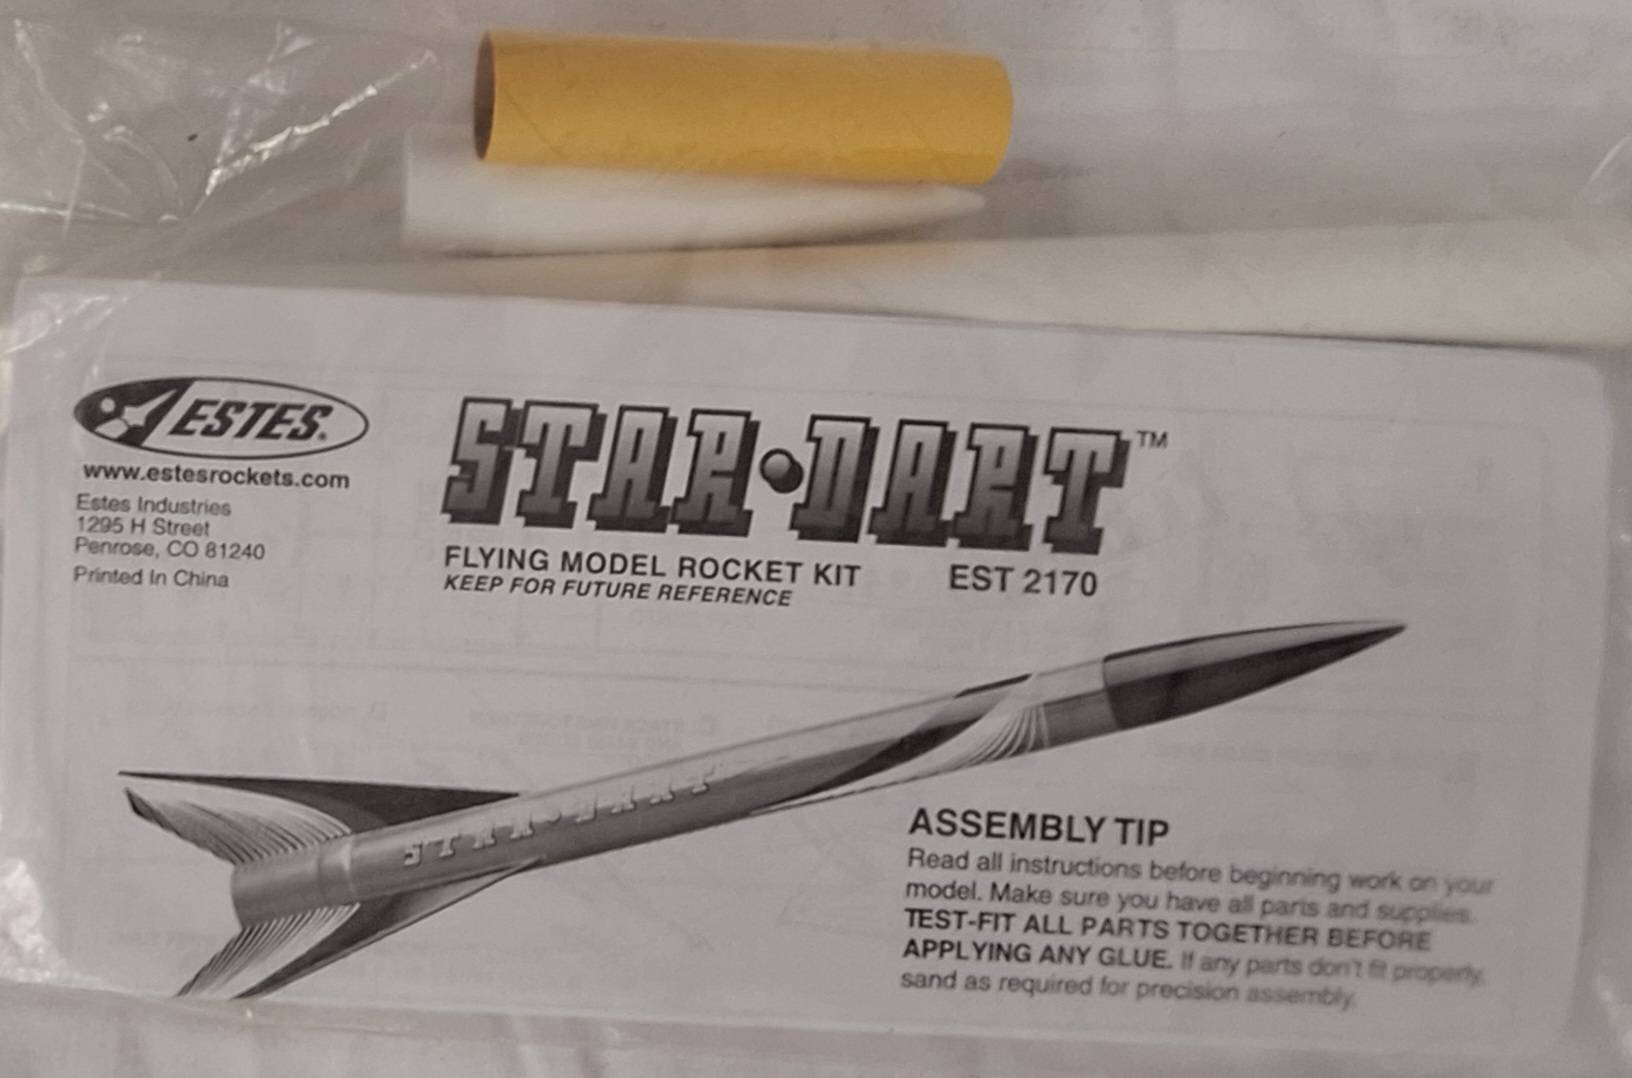 ESTES®
www.estesrockets.com
Estes Industries
1295 H Street
Penrose, CO 81240
Printed In China
STAR•DART™
FLYING MODEL ROCKET KIT EST 2170
KEEP FOR FUTURE REFERENCE
STAR•DART
ASSEMBLY TIP
Read all instructions before beginning work on your
model. Make sure you have all parts and supplies.
TEST-FIT ALL PARTS TOGETHER BEFORE
APPLYING ANY GLUE. If any parts don't fit properly,
sand as required for precision assembly.